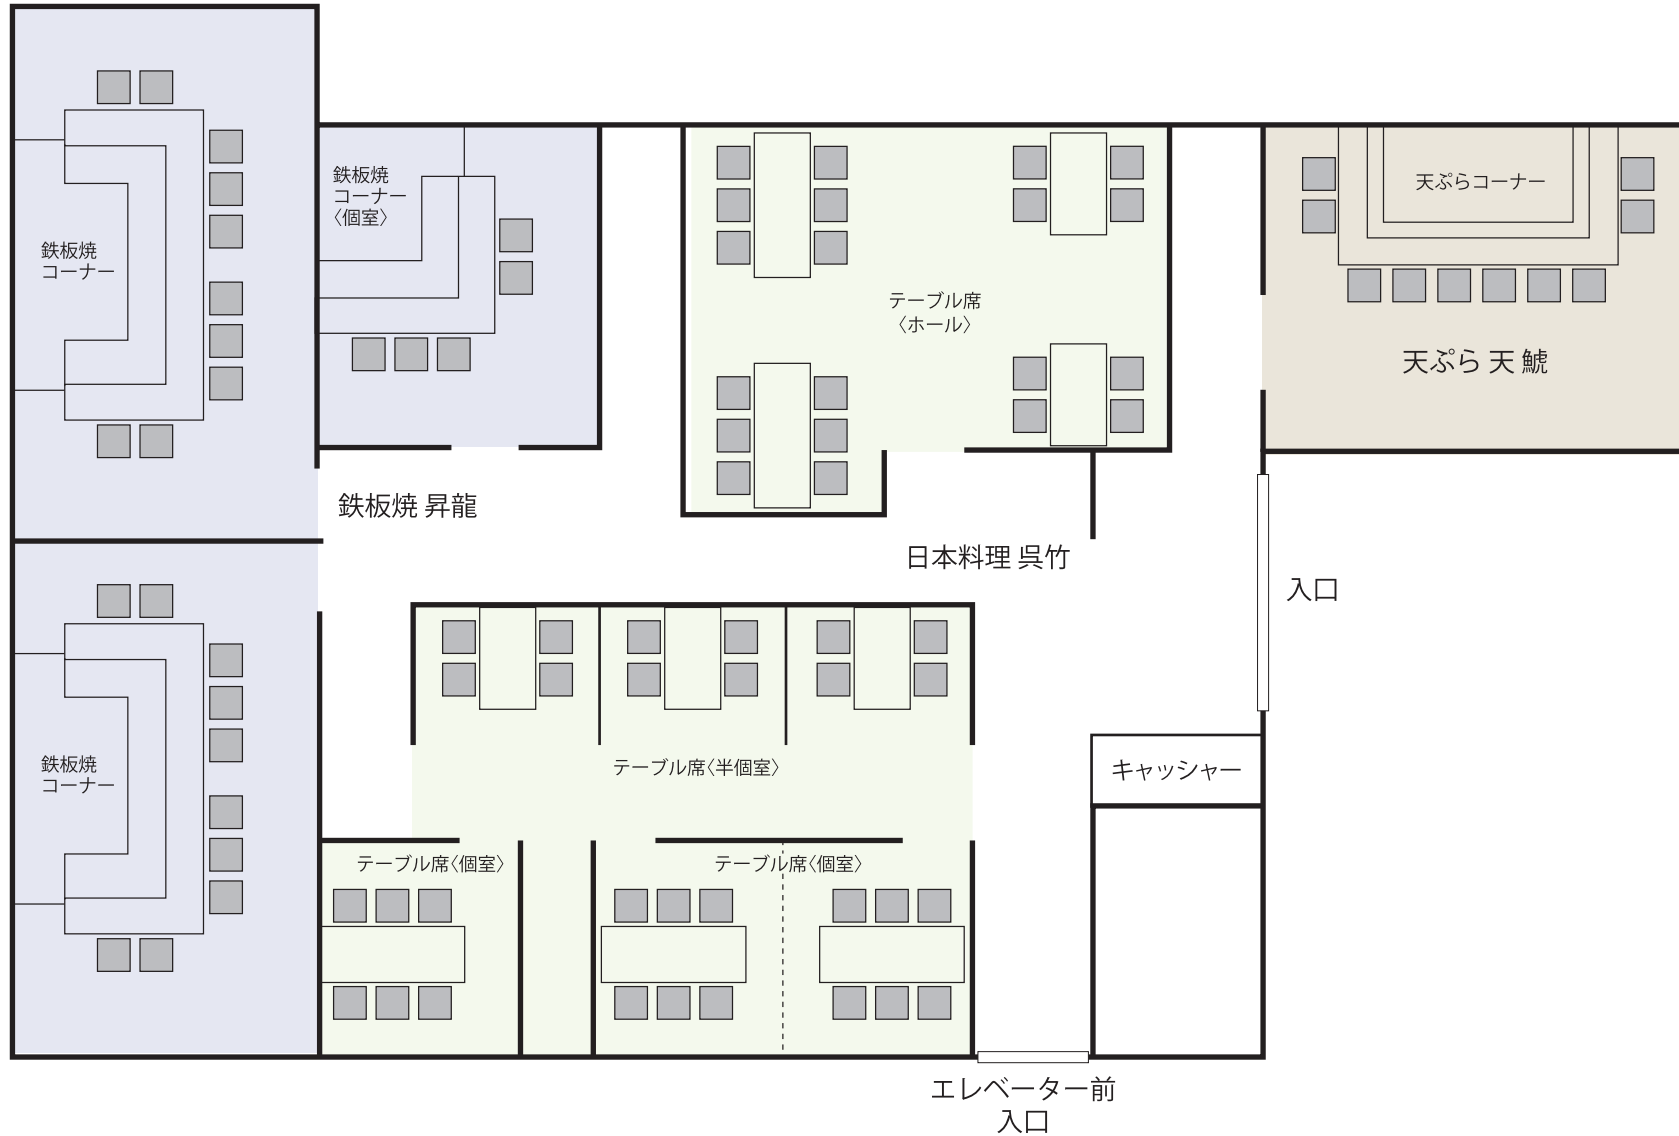 鉄板焼
コーナー
〈個室〉
天ぷらコーナー
鉄板焼
コーナー
テーブル席
〈ホール〉
天ぷら 天 鯱
鉄板焼 昇龍
日本料理 呉竹
入口
鉄板焼
コーナー
テーブル席〈半個室〉
キャッシャー
テーブル席〈個室〉
テーブル席〈個室〉
エレベーター前
入口